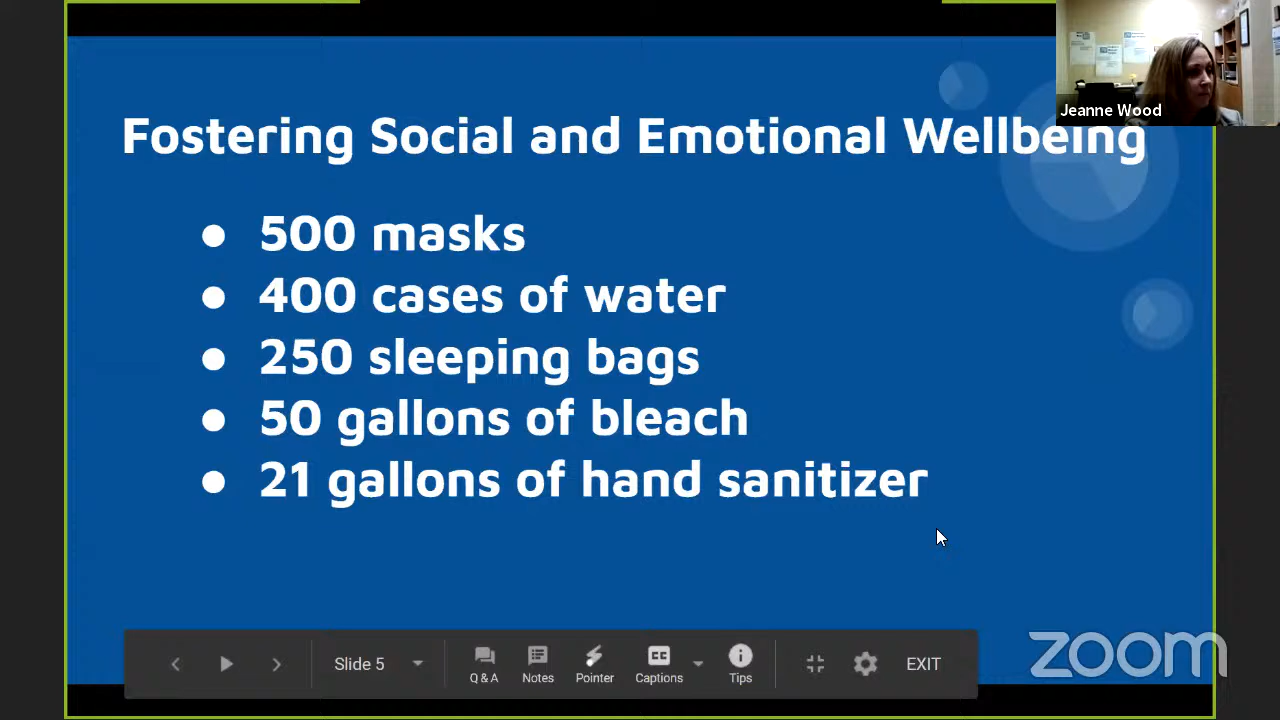 Jeanne Wood
Fostering Social and Emotional Wellbeing
● 500 masks
● 400 cases of water
● 250 sleeping bags
● 50 gallons of bleach
● 21 gallons of hand sanitizer
Slide 5
Q & A
Notes
Pointer
CC
Captions
Tips
EXIT
zoom